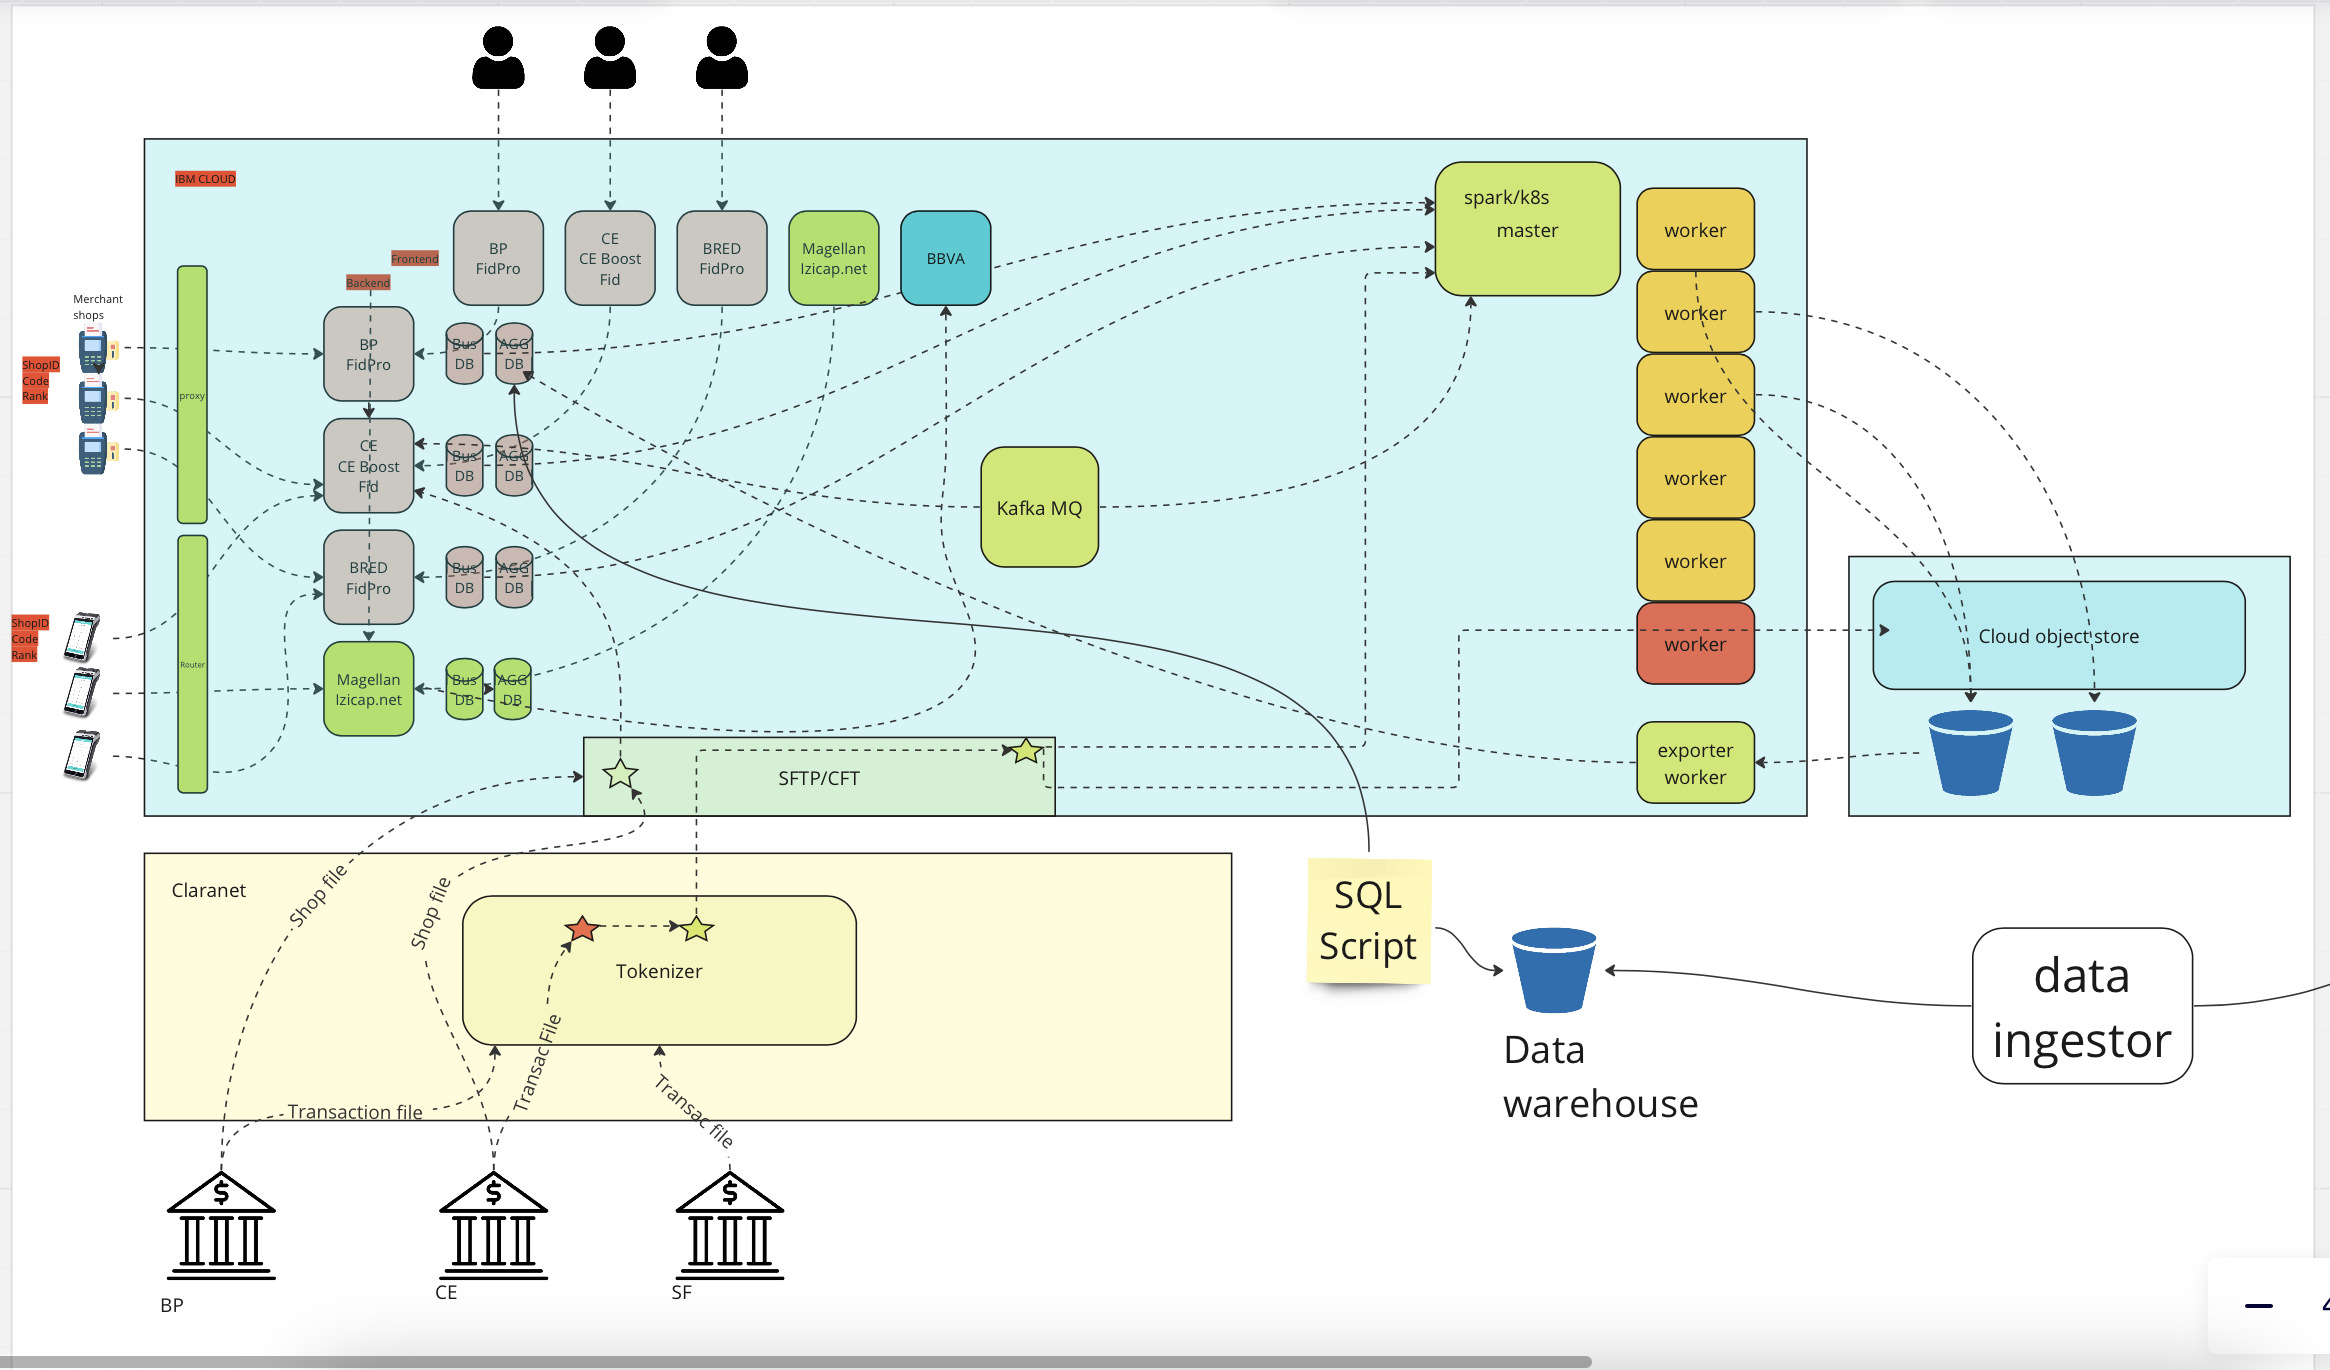 IBM CLOUD
Frontend
Backend
BP
FidPro
CE
CE Boost
Fid
BRED
FidPro
Magellan
Izicap.net
BBVA
spark/k8s
master
worker
worker
worker
worker
worker
worker
exporter
worker
Merchant
shops
ShopID
Code
Rank
proxy
Router
ShopID
Code
Rank
BP
FidPro
Bus
DB
AGG
DB
CE
CE Boost
Fid
Bus
DB
AGG
DB
BRED
FidPro
Bus
DB
AGG
DB
Magellan
Izicap.net
Bus
DB
AGG
DB
Kafka MQ
SFTP/CFT
Cloud object store
Claranet
Tokenizer
Shop file
Shop file
Transaction file
Transac File
Transac file
BP
CE
SF
SQL
Script
Data
warehouse
data
ingestor